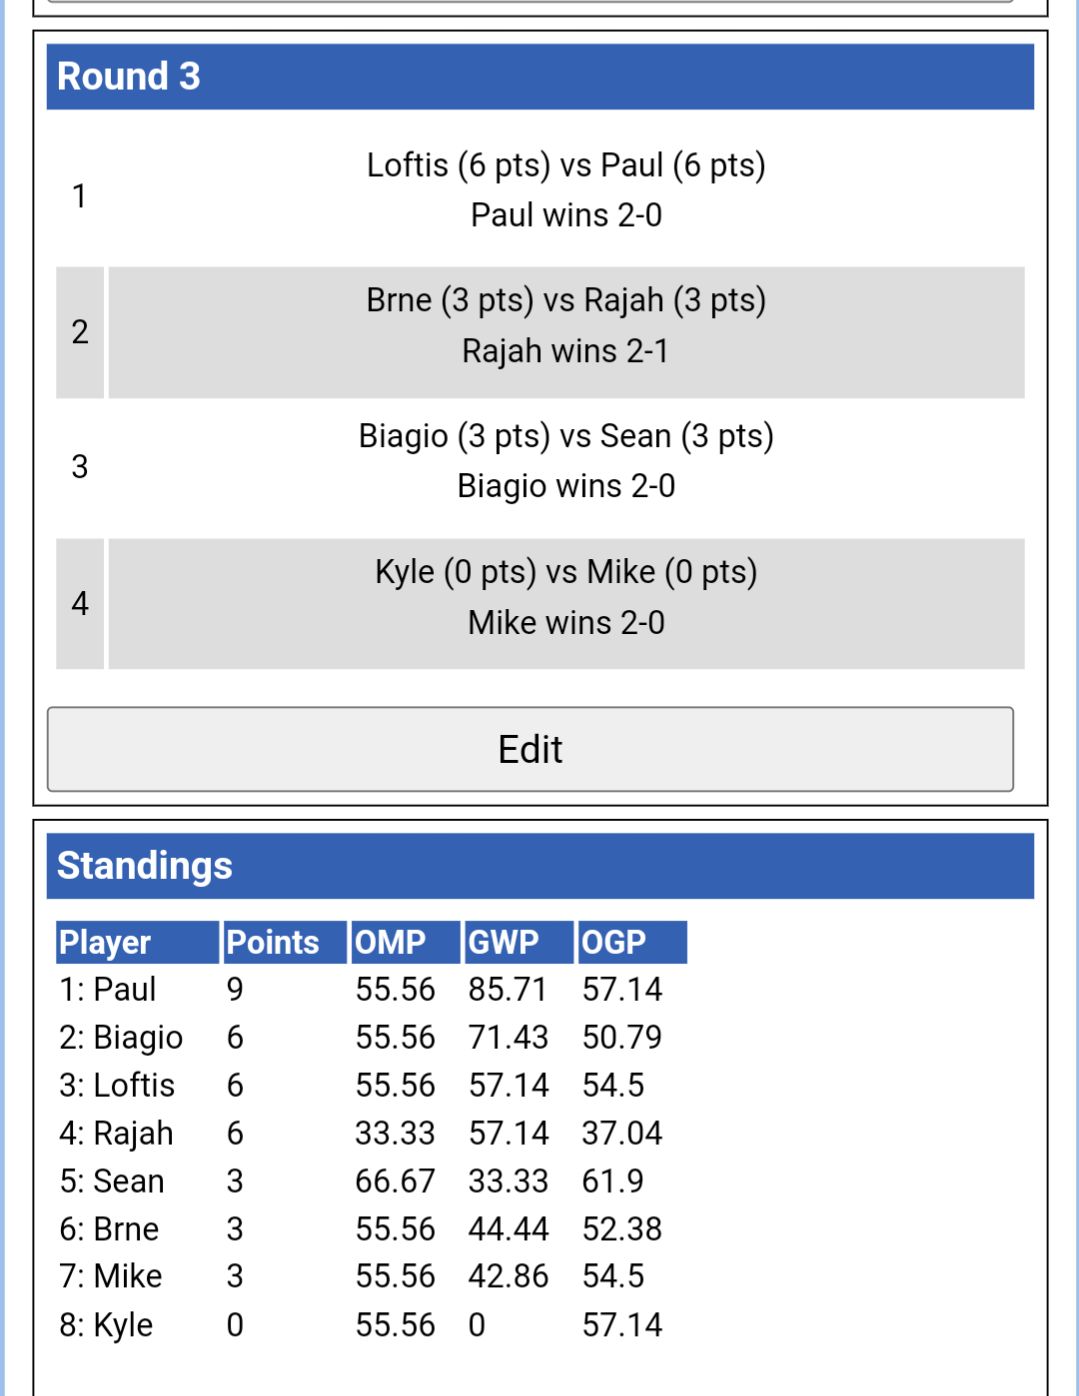 Round 3
1
Loftis (6 pts) vs Paul (6 pts)
Paul wins 2-0
2
Brne (3 pts) vs Rajah (3 pts)
Rajah wins 2-1
3
Biagio (3 pts) vs Sean (3 pts)
Biagio wins 2-0
4
Kyle (0 pts) vs Mike (0 pts)
Mike wins 2-0
Edit
Standings
Player Points OMP GWP OGP
1: Paul 9 55.56 85.71 57.14
2: Biagio 6 55.56 71.43 50.79
3: Loftis 6 55.56 57.14 54.5
4: Rajah 6 33.33 57.14 37.04
5: Sean 3 66.67 33.33 61.9
6: Brne 3 55.56 44.44 52.38
7: Mike 3 55.56 42.86 54.5
8: Kyle 0 55.56 0 57.14